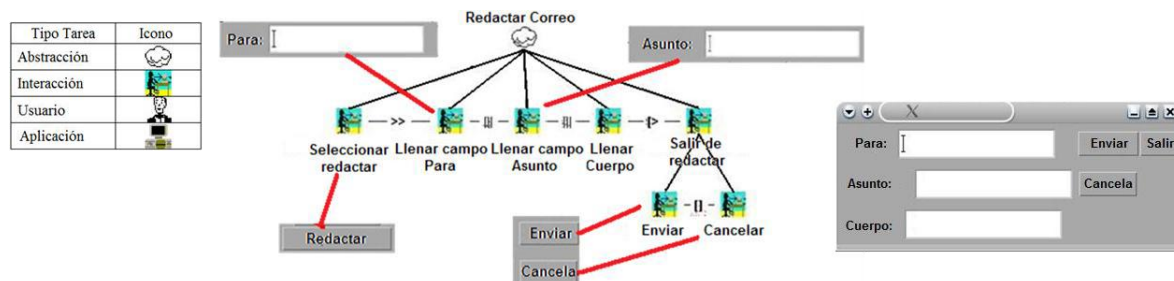 Tipo Tarea Icono
Abstracción
Interacción
Usuario
Aplicación
Redactar Correo
Para:
Asunto:
>>
|||
|||
[>
Seleccionar redactar
Llenar campo Para
Llenar campo Asunto
Llenar Cuerpo
Salir de redactar
Redactar
[]
Enviar
Cancelar
Enviar
Cancela
X
Para:
Enviar
Salir
Asunto:
Cancela
Cuerpo: